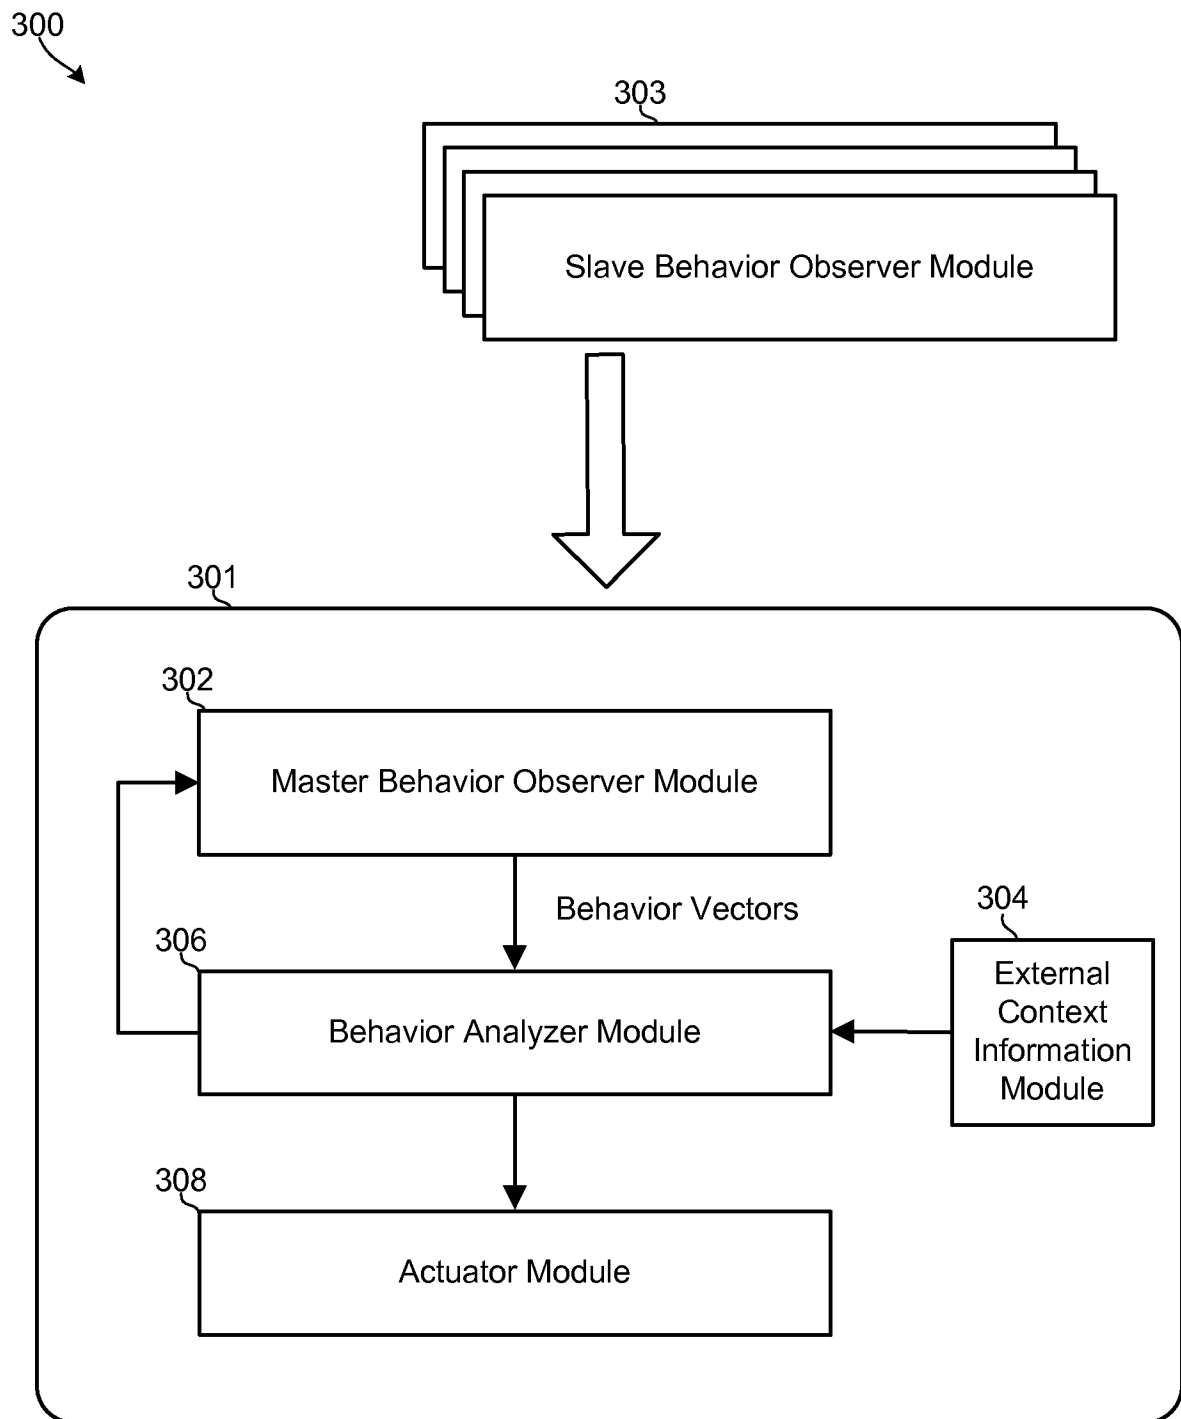 300
303
Slave Behavior Observer Module
301
302
Master Behavior Observer Module
Behavior Vectors
304
External
Context
Information
Module
306
Behavior Analyzer Module
308
Actuator Module